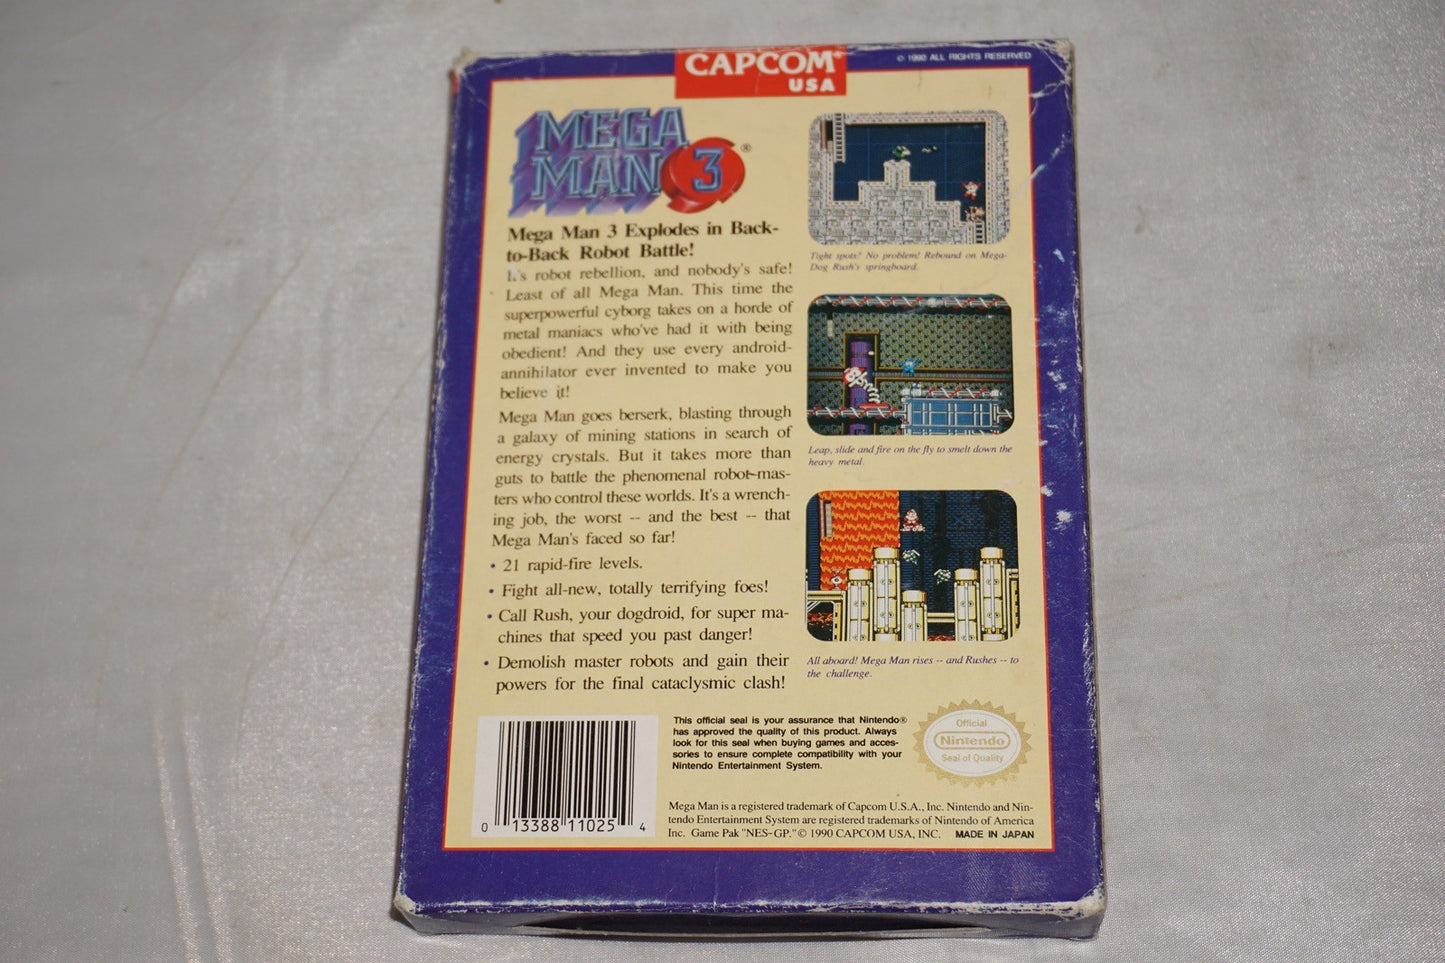 CAPCOM®
USA
© 1990 ALL RIGHTS RESERVED
MEGA
MAN 3 ®
Mega Man 3 Explodes in Back-
to-Back Robot Battle!
It's robot rebellion, and nobody's safe!
Least of all Mega Man. This time the
superpowerful cyborg takes on a horde of
metal maniacs who've had it with being
obedient! And they use every android-
annihilator ever invented to make you
believe it!
Mega Man goes berserk, blasting through
a galaxy of mining stations in search of
energy crystals. But it takes more than
guts to battle the phenomenal robot-mas-
ters who control these worlds. It's a wrench-
ing job, the worst -- and the best -- that
Mega Man's faced so far!
• 21 rapid-fire levels.
• Fight all-new, totally terrifying foes!
• Call Rush, your dogdroid, for super ma-
chines that speed you past danger!
• Demolish master robots and gain their
powers for the final cataclysmic clash!
Tight spots? No problem! Rebound on Mega-
Dog Rush's springboard.
Leap, slide and fire on the fly to smelt down the
heavy metal.
All aboard! Mega Man rises -- and Rushes -- to
the challenge.
0 13388 11025 4
This official seal is your assurance that Nintendo®
has approved the quality of this product. Always
look for this seal when buying games and acces-
sories to ensure complete compatibility with your
Nintendo Entertainment System.
Official
Nintendo
Seal of Quality
Mega Man is a registered trademark of Capcom U.S.A., Inc. Nintendo and Nin-
tendo Entertainment System are registered trademarks of Nintendo of America
Inc. Game Pak "NES-GP." © 1990 CAPCOM USA, INC. MADE IN JAPAN